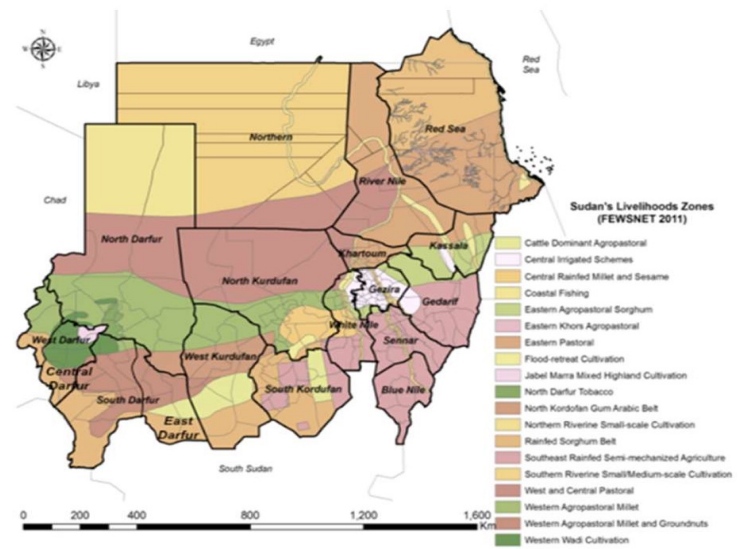 N
W
E
S
Egypt
Red
Sea
Libya
Chad
Northern
Red Sea
River Nile
North Darfur
North Kurdufan
Khartoum
Kassala
Gezira
Gedarif
White Nile
Sennar
West Darfur
West Kurdufan
Central
Darfur
South Darfur
South Kordufan
Blue Nile
East
Darfur
South Sudan
Sudan's Livelihoods Zones
(FEWSNET 2011)
Cattle Dominant Agropastoral
Central Irrigated Schemes
Central Rainfed Millet and Sesame
Coastal Fishing
Eastern Agropastoral Sorghum
Eastern Khors Agropastoral
Eastern Pastoral
Flood-retreat Cultivation
Jabel Marra Mixed Highland Cultivation
North Darfur Tobacco
North Kordofan Gum Arabic Belt
Northern Riverine Small-scale Cultivation
Rainfed Sorghum Belt
Southeast Rainfed Semi-mechanized Agriculture
Southern Riverine Small/Medium-scale Cultivation
West and Central Pastoral
Western Agropastoral Millet
Western Agropastoral Millet and Groundnuts
Western Wadi Cultivation
0 200 400 800 1,200 1,600
Km